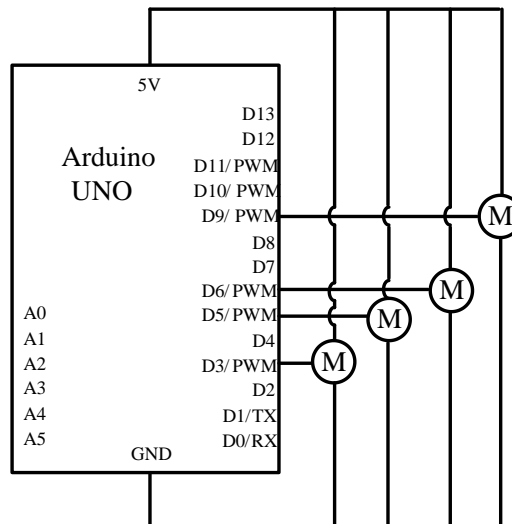 5V
D13
D12
Arduino
UNO
D11/PWM
D10/ PWM
D9/ PWM
M
D8
D7
D6/PWM
M
D5/PWM
M
D4
D3/PWM
M
D2
D1/TX
D0/RX
A0
A1
A2
A3
A4
A5
GND